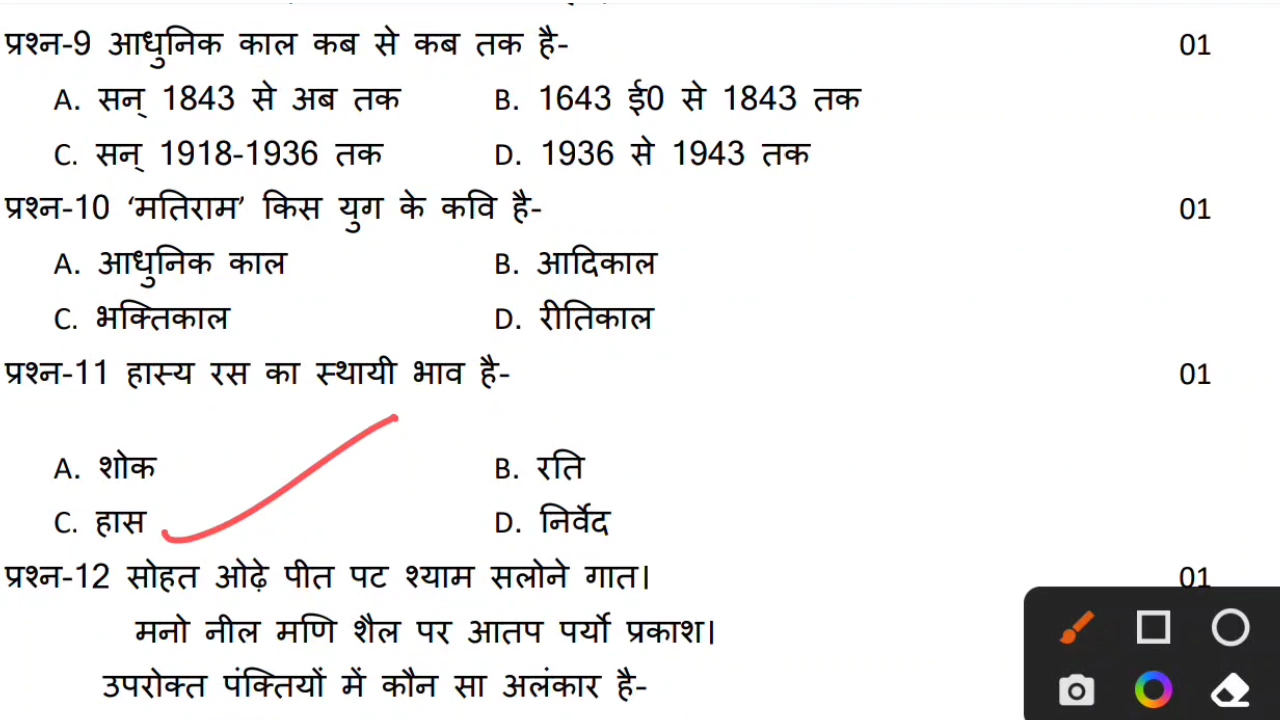 प्रश्न-9 आधुनिक काल कब से कब तक है- 01
A. सन् 1843 से अब तक B. 1643 ई0 से 1843 तक
C. सन् 1918-1936 तक D. 1936 से 1943 तक
प्रश्न-10 ‘मतिराम’ किस युग के कवि है- 01
A. आधुनिक काल B. आदिकाल
C. भक्तिकाल D. रीतिकाल
प्रश्न-11 हास्य रस का स्थायी भाव है- 01
A. शोक B. रति
C. हास D. निर्वेद
प्रश्न-12 सोहत ओढ़े पीत पट श्याम सलोने गात। 01
मनो नील मणि शैल पर आतप पर्यो प्रकाश।
उपरोक्त पंक्तियों में कौन सा अलंकार है-